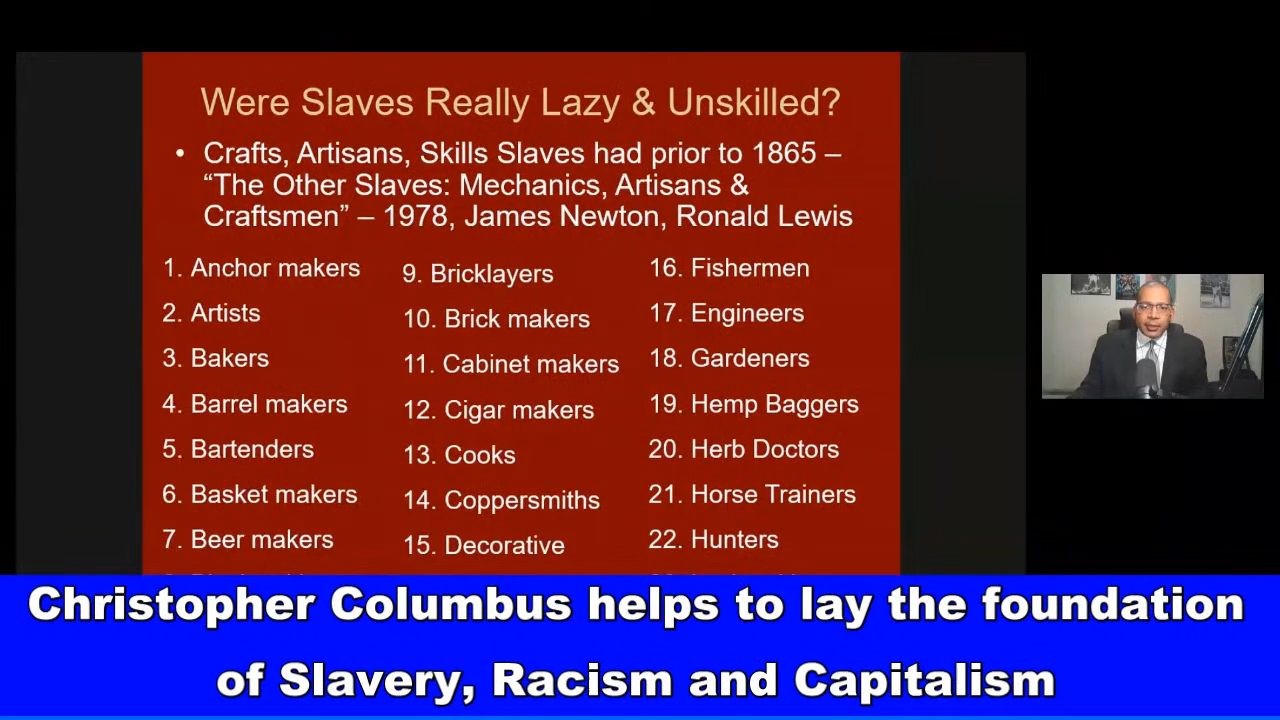 Were Slaves Really Lazy & Unskilled?
• Crafts, Artisans, Skills Slaves had prior to 1865 –
“The Other Slaves: Mechanics, Artisans &
Craftsmen” – 1978, James Newton, Ronald Lewis
1. Anchor makers
2. Artists
3. Bakers
4. Barrel makers
5. Bartenders
6. Basket makers
7. Beer makers
9. Bricklayers
10. Brick makers
11. Cabinet makers
12. Cigar makers
13. Cooks
14. Coppersmiths
15. Decorative
16. Fishermen
17. Engineers
18. Gardeners
19. Hemp Baggers
20. Herb Doctors
21. Horse Trainers
22. Hunters
Christopher Columbus helps to lay the foundation
of Slavery, Racism and Capitalism